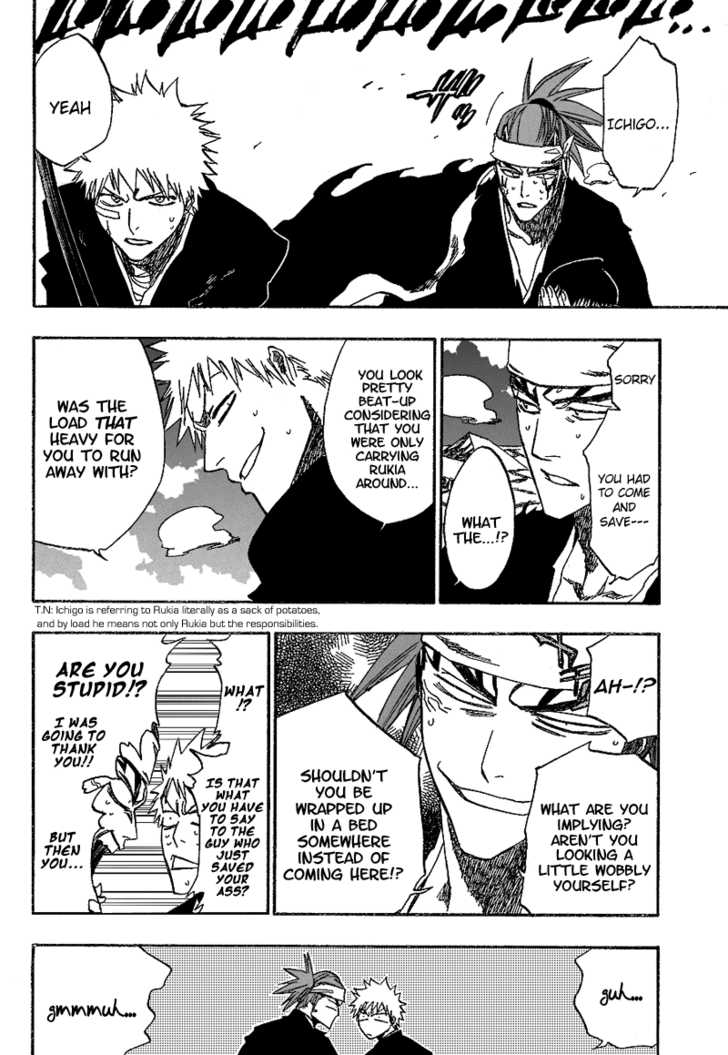 ICHIGO...
YEAH
SORRY
YOU HAD
TO COME
AND
SAVE---
WHAT
THE...!?
YOU LOOK
PRETTY
BEAT-UP
CONSIDERING
THAT YOU
WERE ONLY
CARRYING
RUKIA
AROUND...
WAS THE
LOAD THAT
HEAVY FOR
YOU TO RUN
AWAY WITH?
T.N: Ichigo is referring to Rukia literally as a sack of potatoes,
and by load he means not only Rukia but the responsibilities.
AH-!?
WHAT ARE YOU
IMPLYING?
AREN'T YOU
LOOKING A
LITTLE WOBBLY
YOURSELF?
SHOULDN'T
YOU BE
WRAPPED UP
IN A BED
SOMEWHERE
INSTEAD OF
COMING HERE!?
WHAT
!?
IS THAT
WHAT
YOU HAVE
TO SAY
TO THE
GUY WHO
JUST
SAVED
YOUR
ASS?
ARE YOU
STUPID!?
I WAS
GOING TO
THANK
YOU!!
BUT
THEN
YOU...
guh...
gmmmuh...